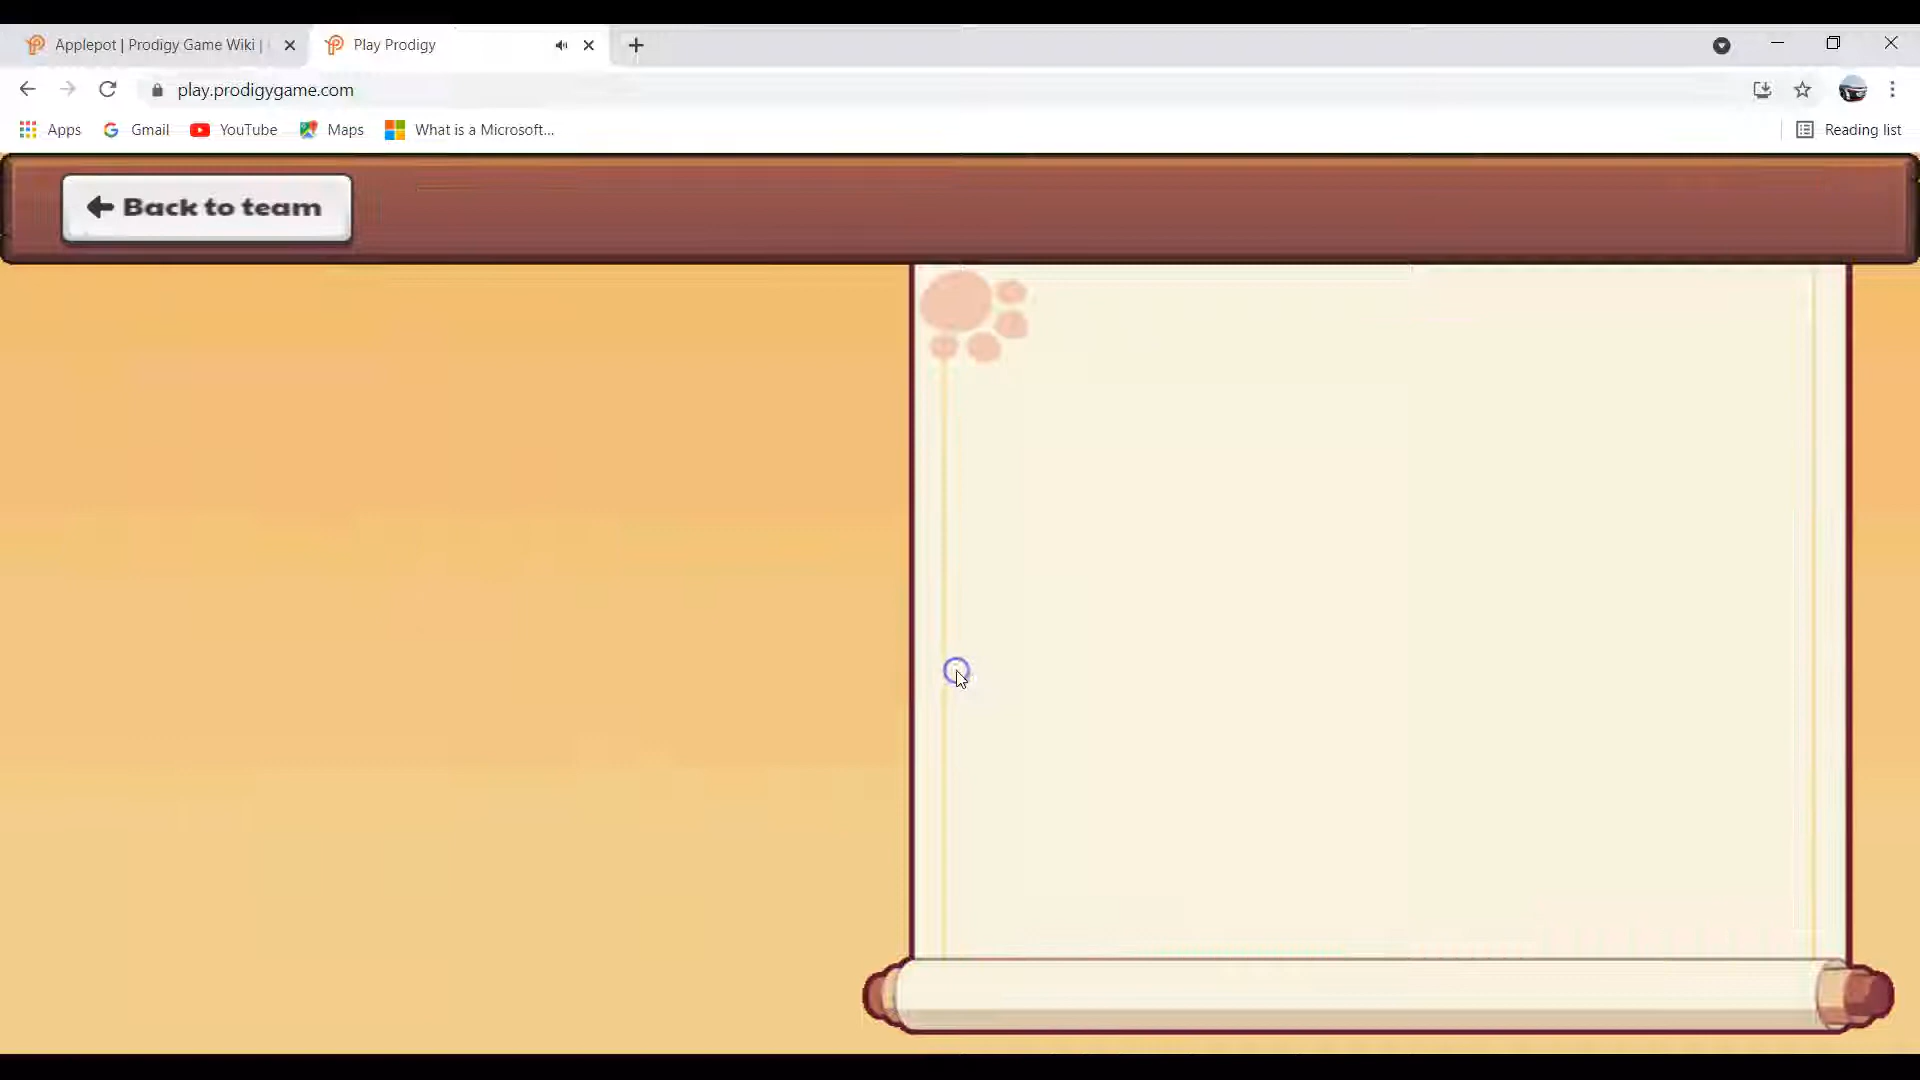 Applepot | Prodigy Game Wiki |
Play Prodigy
play.prodigygame.com
Apps
Gmail
YouTube
Maps
What is a Microsoft...
Reading list
Back to team